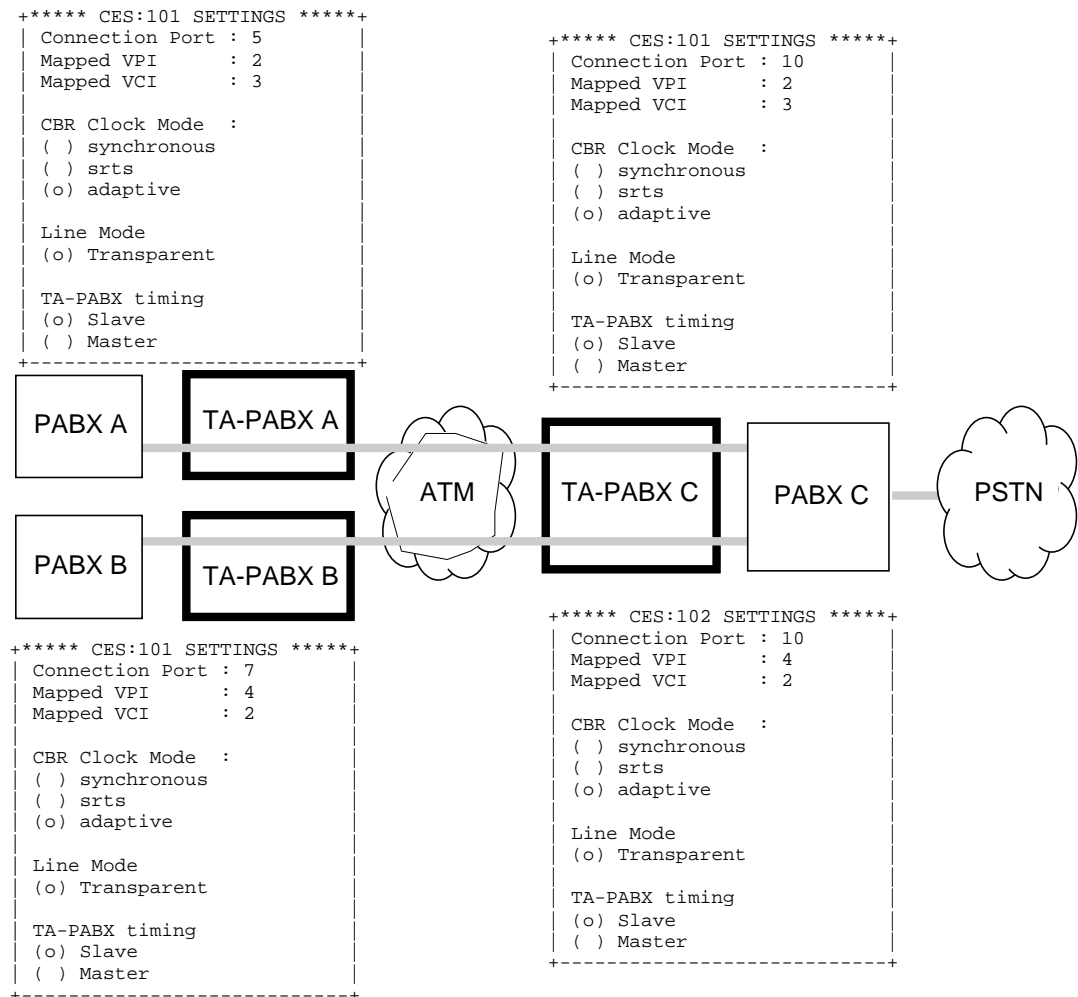 +***** CES:101 SETTINGS *****+
Connection Port : 5
Mapped VPI : 2
Mapped VCI : 3
CBR Clock Mode :
( ) synchronous
( ) srts
(o) adaptive
Line Mode
(o) Transparent
TA-PABX timing
(o) Slave
( ) Master
+----------------------------+
+***** CES:101 SETTINGS *****+
Connection Port : 10
Mapped VPI : 2
Mapped VCI : 3
CBR Clock Mode :
( ) synchronous
( ) srts
(o) adaptive
Line Mode
(o) Transparent
TA-PABX timing
(o) Slave
( ) Master
+----------------------------+
PABX A
TA-PABX A
ATM
TA-PABX C
PABX C
PSTN
PABX B
TA-PABX B
+***** CES:101 SETTINGS *****+
Connection Port : 7
Mapped VPI : 4
Mapped VCI : 2
CBR Clock Mode :
( ) synchronous
( ) srts
(o) adaptive
Line Mode
(o) Transparent
TA-PABX timing
(o) Slave
( ) Master
+----------------------------+
+***** CES:102 SETTINGS *****+
Connection Port : 10
Mapped VPI : 4
Mapped VCI : 2
CBR Clock Mode :
( ) synchronous
( ) srts
(o) adaptive
Line Mode
(o) Transparent
TA-PABX timing
(o) Slave
( ) Master
+----------------------------+